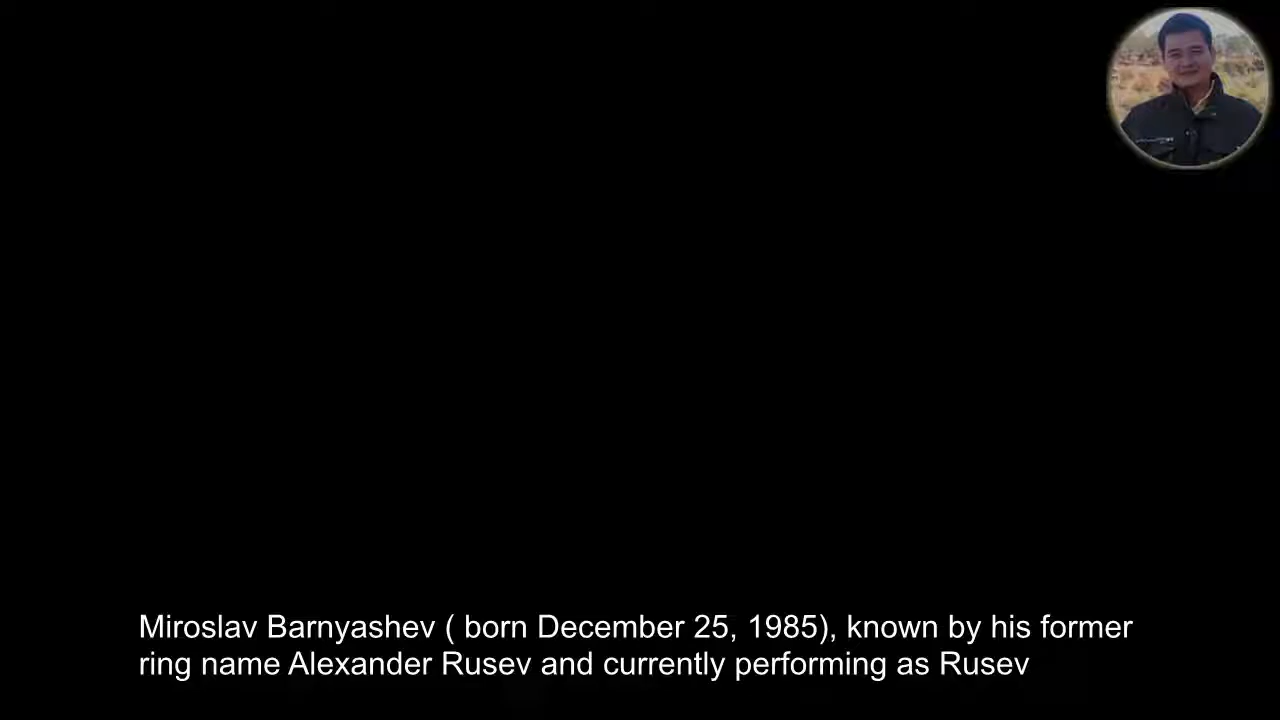 Miroslav Barnyashev ( born December 25, 1985), known by his former
ring name Alexander Rusev and currently performing as Rusev